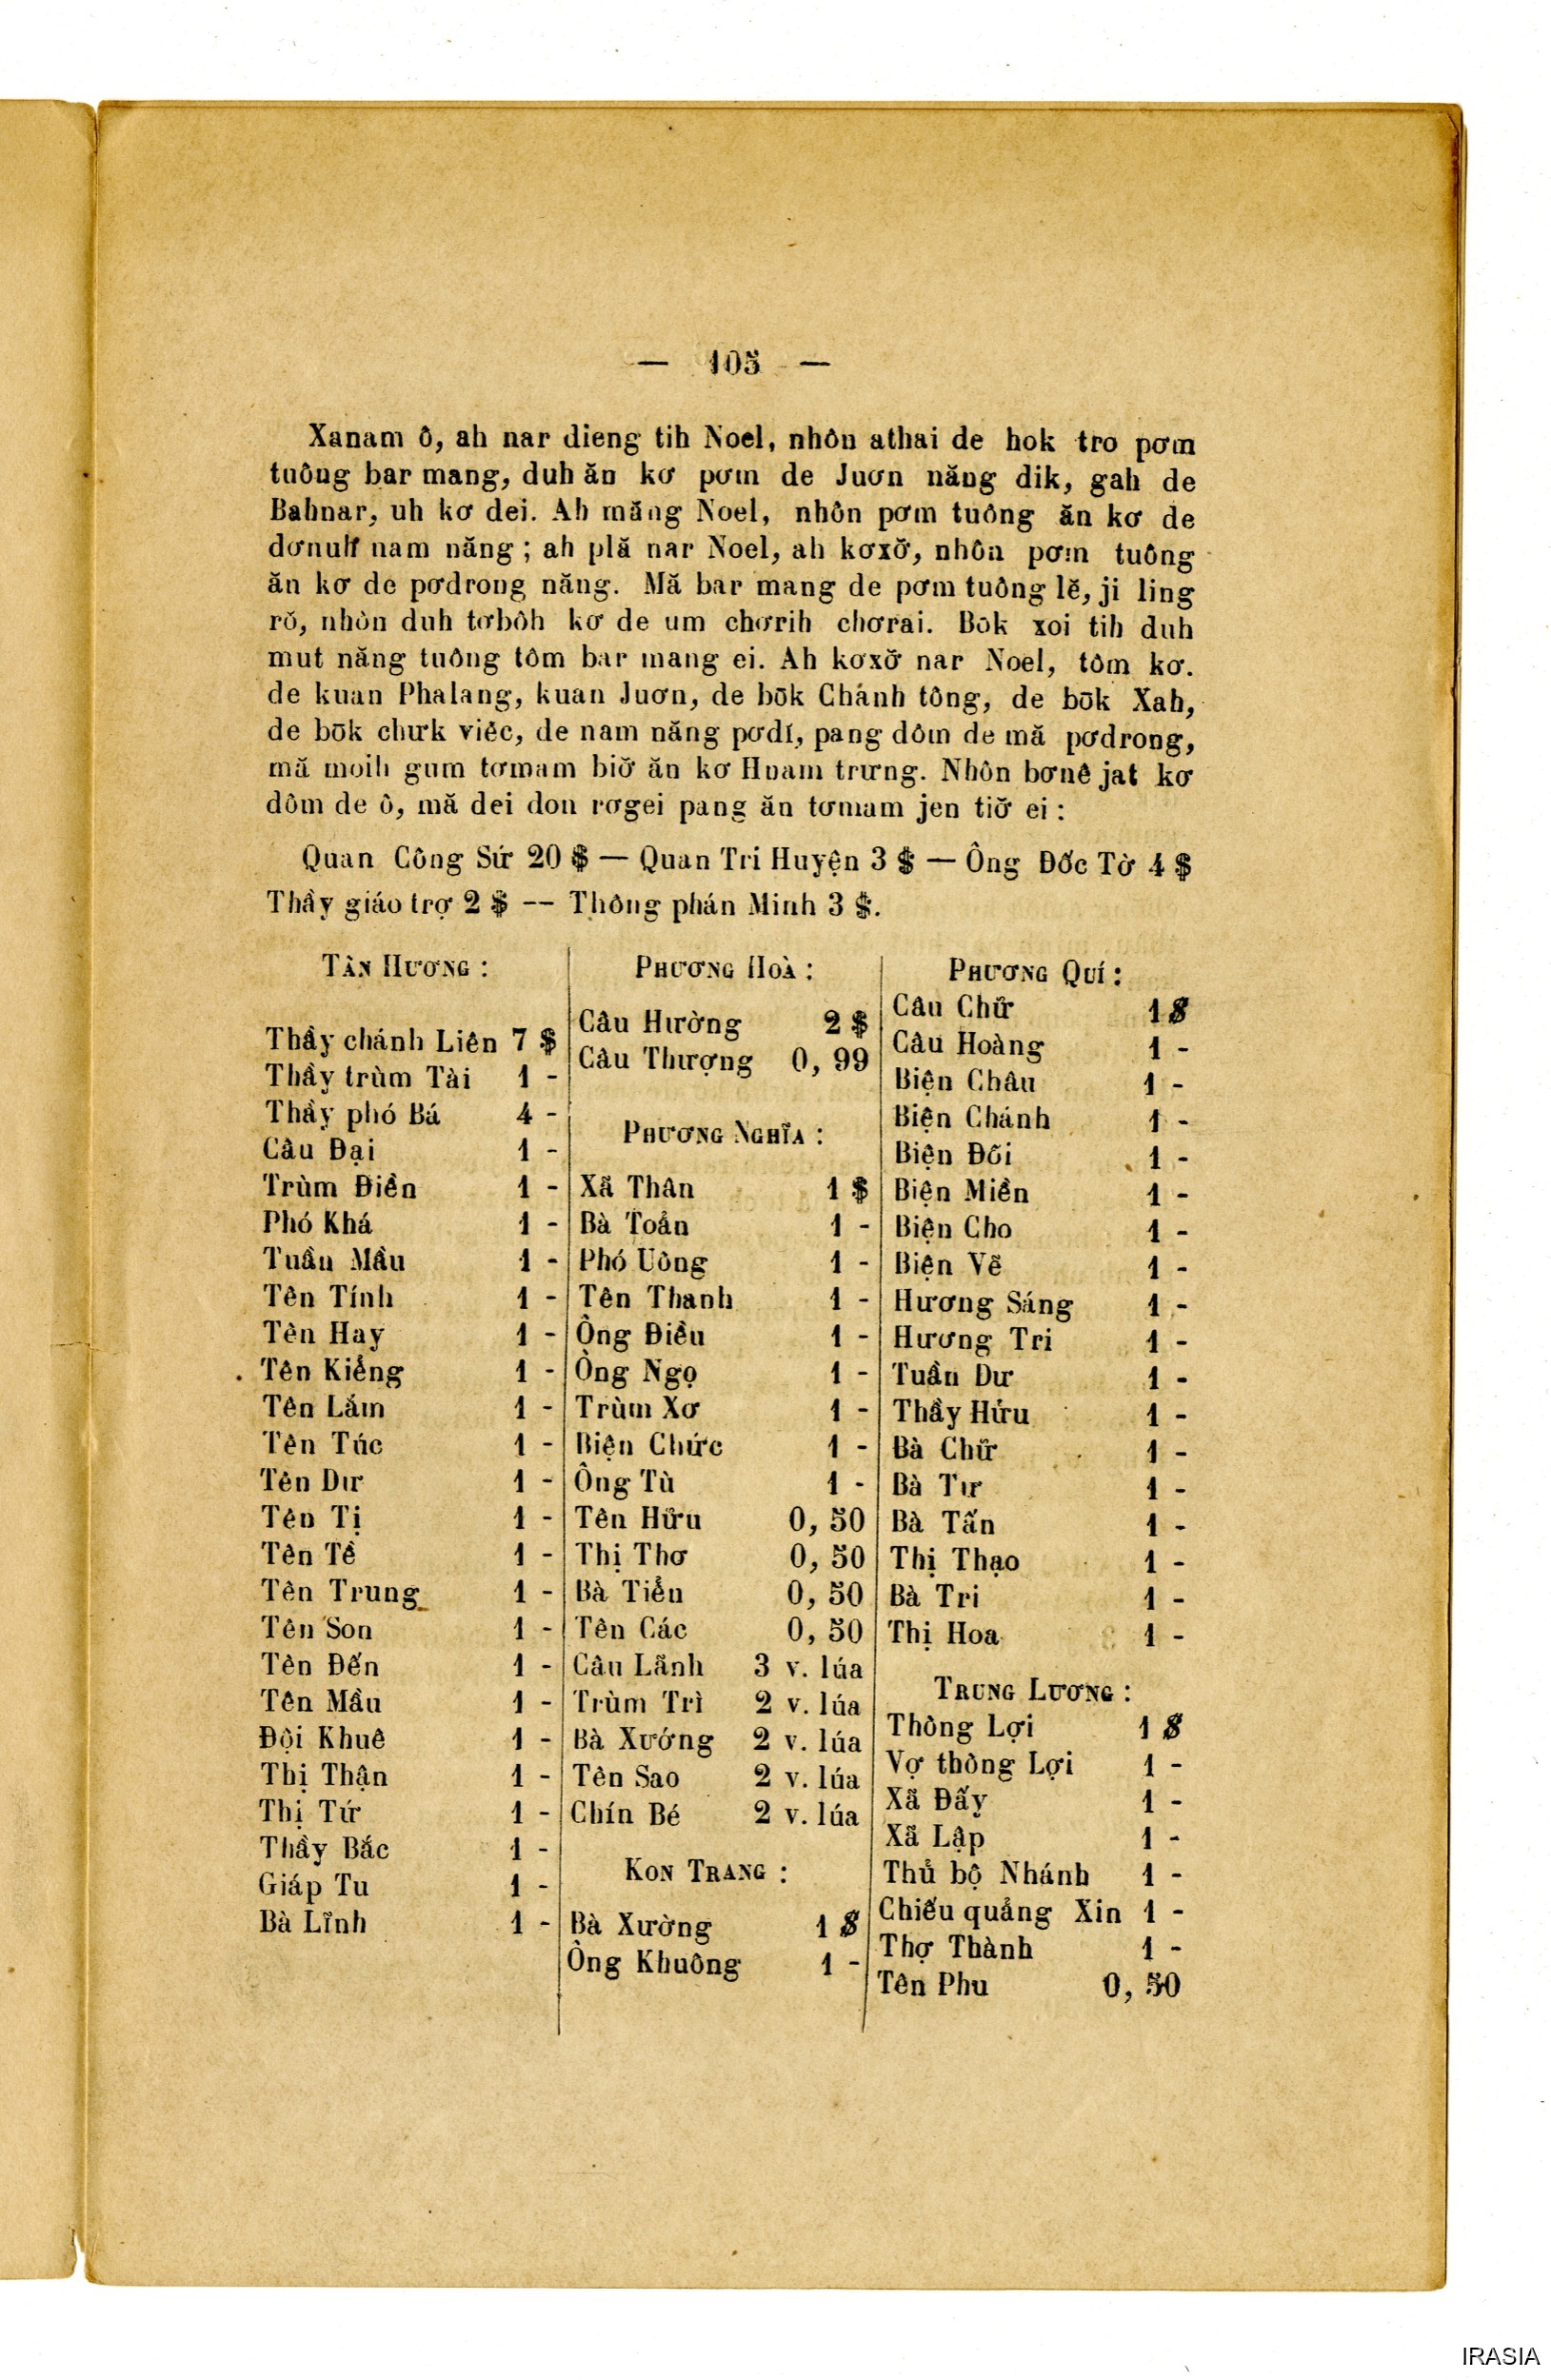 — 105 —
Xanam ô, ah nar dieng tih Noel, nhôn athai de hok tro pơm
tuông bar mang, duh ăn kơ pơm de Juơn năng dik, gah de
Bahnar, uh kơ dei. Ah măng Noel, nhôn pơm tuông ăn kơ de
dơnuh nam năng ; ah plă nar Noel, ah kơxơ̆, nhôn pơm tuông
ăn kơ de pơdrong năng. Mă bar mang de pơm tuông lĕ, ji ling
rŏ, nhôn duh tơbôh kơ de um chơrih chơrai. Bŏk xoi tih duh
mut năng tuông tôm bar mang ei. Ah kơxơ̆ nar Noel, tôm kơ.
de kuan Phalang, kuan Juơn, de bŏk Chánh tông, de bŏk Xah,
de bŏk chưk viêc, de nam năng pơdĭ, pang dôm de mă pơdrong,
mă moih gum tơmam biơ̆ ăn kơ Hnam trưng. Nhôn bơnê jat kơ
dôm de ô, mă dei don rơgei pang ăn tơmam jen tiơ̆ ei :
Quan Công Sứ 20 $ — Quan Tri Huyện 3 $ — Ông Đốc Tờ 4 $
Thầy giáo trợ 2 $ -- Thông phán Minh 3 $.
TÂN HƯƠNG :
Thầy chánh Liên 7 $
Thầy trùm Tài 1 -
Thầy phó Bá 4 -
Câu Đại 1 -
Trùm Điền 1 -
Phó Khá 1 -
Tuần Mầu 1 -
Tên Tính 1 -
Tên Hay 1 -
Tên Kiểng 1 -
Tên Lắm 1 -
Tên Túc 1 -
Tên Dư 1 -
Tên Tị 1 -
Tên Tề 1 -
Tên Trung 1 -
Tên Son 1 -
Tên Đến 1 -
Tên Mầu 1 -
Đội Khuê 1 -
Thị Thận 1 -
Thị Tứ 1 -
Thầy Bắc 1 -
Giáp Tu 1 -
Bà Lĩnh 1 -
PHƯƠNG HOÀ :
Câu Hường 2 $
Câu Thượng 0, 99
PHƯƠNG NGHĨA :
Xã Thân 1 $
Bà Toản 1 -
Phó Uông 1 -
Tên Thanh 1 -
Ông Điều 1 -
Ông Ngọ 1 -
Trùm Xơ 1 -
Biện Chức 1 -
Ông Tù 1 -
Tên Hữu 0, 50
Thị Thơ 0, 50
Bà Tiển 0, 50
Tên Các 0, 50
Câu Lãnh 3 v. lúa
Trùm Trì 2 v. lúa
Bà Xướng 2 v. lúa
Tên Sao 2 v. lúa
Chín Bé 2 v. lúa
KON TRANG :
Bà Xường 1 $
Ông Khuông 1 -
PHƯƠNG QUÍ :
Câu Chữ 1 $
Câu Hoàng 1 -
Biện Châu 1 -
Biện Chánh 1 -
Biện Đôi 1 -
Biện Miền 1 -
Biện Cho 1 -
Biện Vẽ 1 -
Hương Sáng 1 -
Hương Tri 1 -
Tuần Dư 1 -
Thầy Hứu 1 -
Bà Chữ 1 -
Bà Tư 1 -
Bà Tấn 1 -
Thị Thạo 1 -
Bà Tri 1 -
Thị Hoa 1 -
TRUNG LƯƠNG :
Thông Lợi 1 $
Vợ thông Lợi 1 -
Xã Đấy 1 -
Xã Lập 1 -
Thủ bộ Nhánh 1 -
Chiếu quảng Xin 1 -
Thợ Thành 1 -
Tên Phu 0, 50
IRASIA